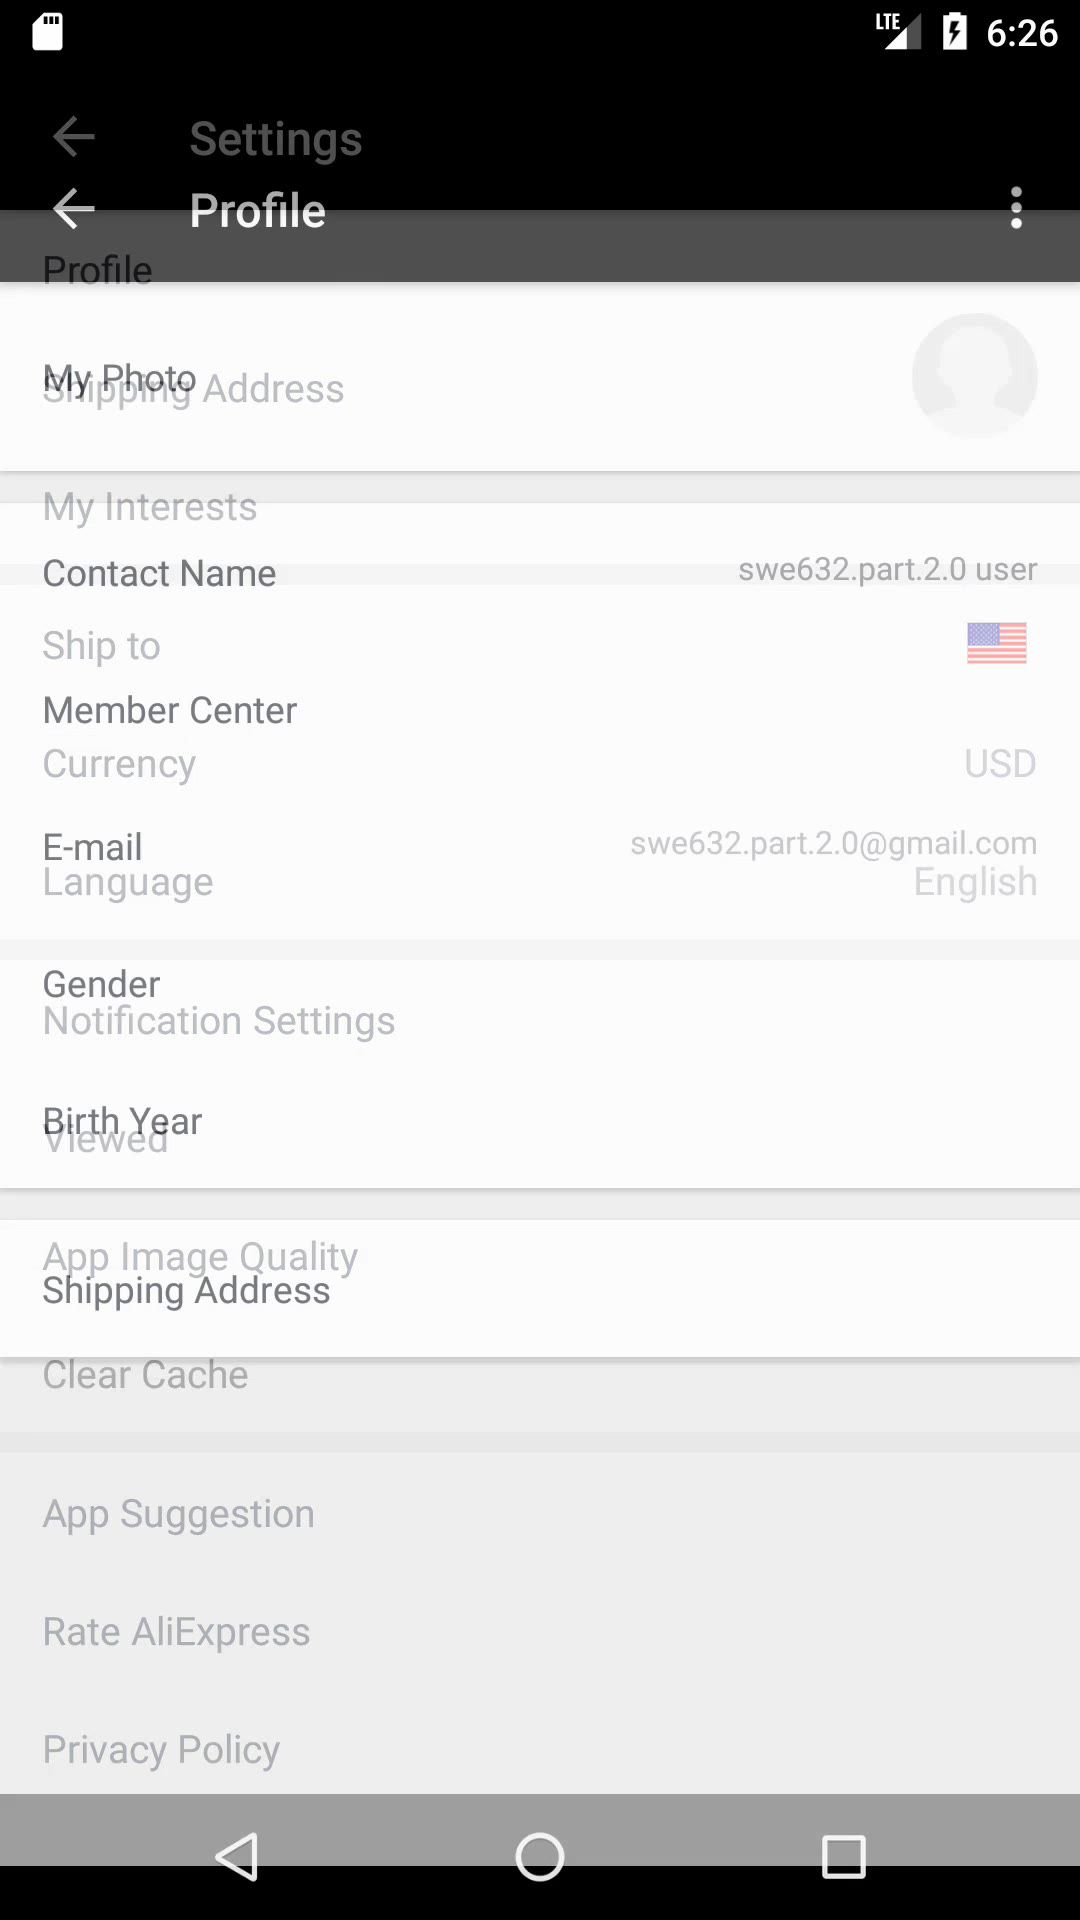 LTE 6:26
Settings
Profile
Profile
My Photo
Shipping Address
My Interests
Contact Name swe632.part.2.0 user
Ship to
Member Center
Currency USD
E-mail swe632.part.2.0@gmail.com
Language English
Gender
Notification Settings
Birth Year
Viewed
App Image Quality
Shipping Address
Clear Cache
App Suggestion
Rate AliExpress
Privacy Policy